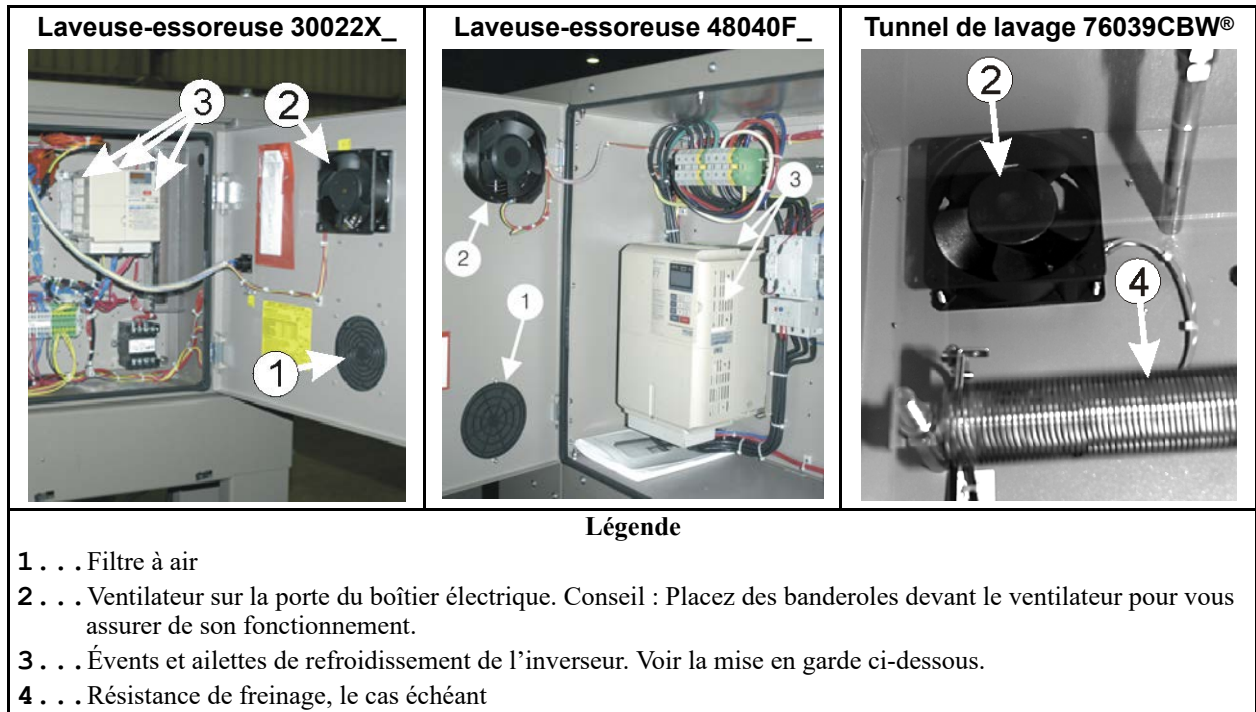 Laveuse-essoreuse 30022X_
Laveuse-essoreuse 48040F_
Tunnel de lavage 76039CBW®
3
2
1
2
1
3
2
4
Légende
1...Filtre à air
2...Ventilateur sur la porte du boîtier électrique. Conseil : Placez des banderoles devant le ventilateur pour vous
assurer de son fonctionnement.
3...Évents et ailettes de refroidissement de l’inverseur. Voir la mise en garde ci-dessous.
4...Résistance de freinage, le cas échéant